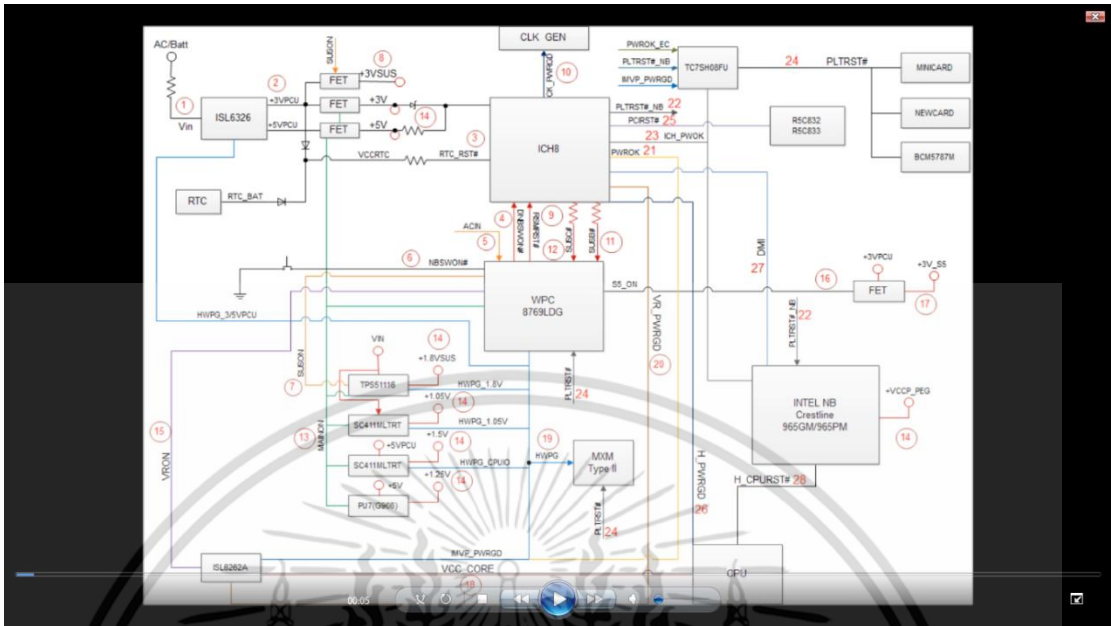 CLK GEN
AC/Batt
SUSON
8
+3VSUS
FET
2
+3VPCU
FET
+3V
1
ISL6326
Vin
+5VPCU
FET
+5V
14
10
CK_PWRGD
PWROK_EC
PLTRST#_NB
IMVP_PWRGD
TC7SH08FU
24
PLTRST#
MINICARD
NEWCARD
BCM5787M
PLTRST#_NB 22
PCIRST# 25
23 ICH_PWOK
PWROK 21
R5C832
R5C833
3
ICH8
VCCRTC
RTC_RST#
RTC
RTC_BAT
4
DNBSWON#
RSMRST#
9
SUSC#
SUSB#
11
12
ACIN
5
6
NBSWON#
WPC
8769LDG
S5_ON
16
+3VPCU
FET
+3V_S5
17
DMI
27
HWPG_3/5VPCU
VR_PWRGD
20
PLTRST#_NB
22
VIN
14
+1.8VSUS
SUSON
7
TPS51116
HWPG_1.8V
+1.05V
14
PLTRST#
24
INTEL NB
Crestline
965GM/965PM
+VCCP_PEG
14
15
VRON
13
MAINON
SC411MLTRT
HWPG_1.05V
+1.5V
14
+5VPCU
SC411MLTRT
HWPG_CPUIO
+1.25V
14
+5V
PU7(G966)
19
HWPG
MXM
Type II
PLTRST#
24
H_PWRGD
26
H_CPURST# 28
ISL6262A
IMVP_PWRGD
VCC_CORE
18
CPU
00:05